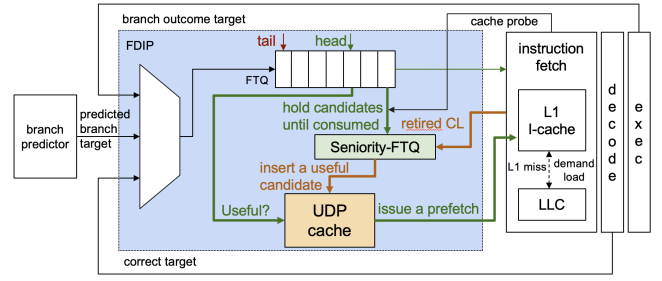 branch outcome target
cache probe
FDIP
tail
head
FTQ
instruction
fetch
branch
predictor
predicted
branch
target
hold candidates
until consumed
retired CL
Seniority-FTQ
L1
I-cache
insert a useful
candidate
L1 miss
demand
load
Useful?
UDP
cache
issue a prefetch
LLC
decode
exec
correct target